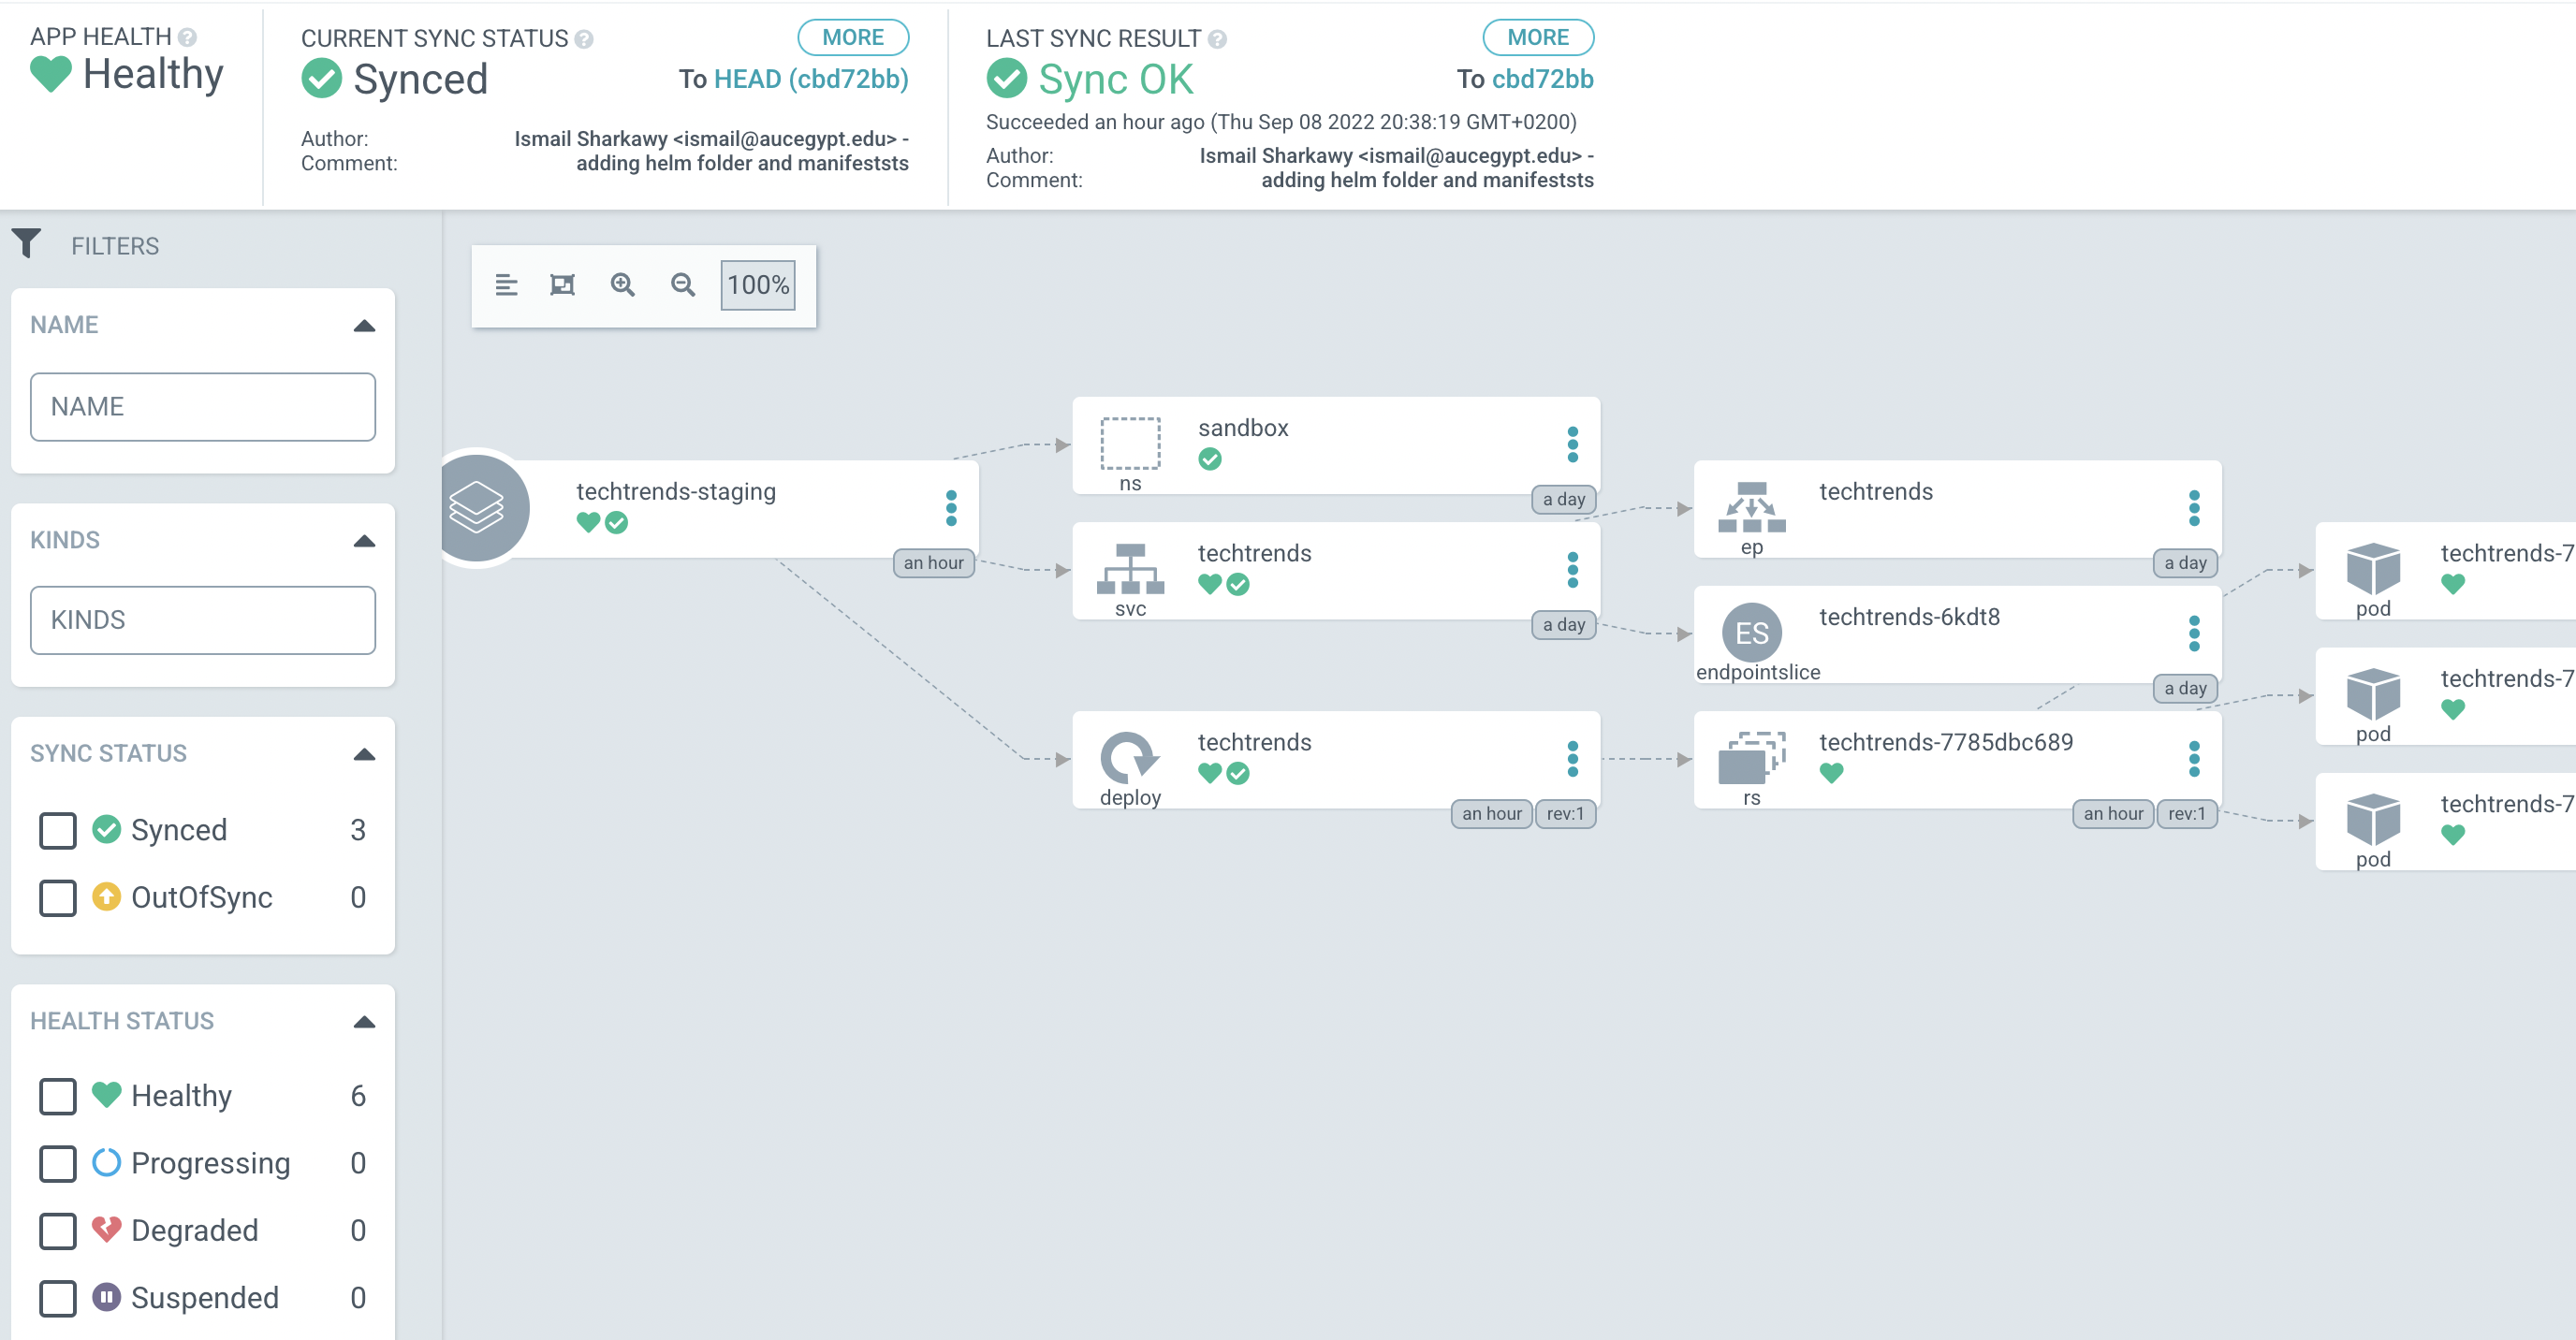 APP HEALTH
Healthy
CURRENT SYNC STATUS
MORE
Synced
To HEAD (cbd72bb)
Author:
Ismail Sharkawy <ismail@aucegypt.edu> -
Comment:
adding helm folder and manifeststs
LAST SYNC RESULT
MORE
Sync OK
To cbd72bb
Succeeded an hour ago (Thu Sep 08 2022 20:38:19 GMT+0200)
Author:
Ismail Sharkawy <ismail@aucegypt.edu> -
Comment:
adding helm folder and manifeststs
FILTERS
NAME
NAME
KINDS
KINDS
SYNC STATUS
Synced 3
OutOfSync 0
HEALTH STATUS
Healthy 6
Progressing 0
Degraded 0
Suspended 0
100%
techtrends-staging
an hour
sandbox
ns
a day
techtrends
svc
a day
techtrends
deploy
an hour rev:1
techtrends
ep
a day
ES
techtrends-6kdt8
endpointslice
a day
techtrends-7785dbc689
rs
an hour rev:1
techtrends-7
pod
techtrends-7
pod
techtrends-7
pod